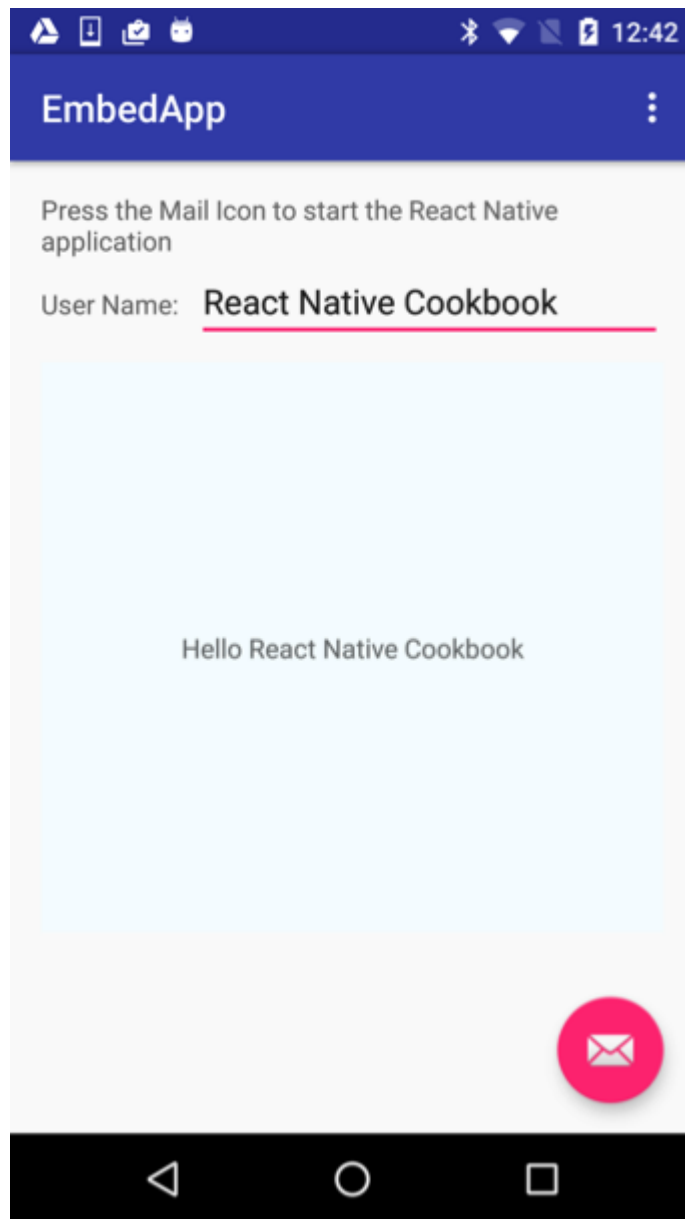 12:42
EmbedApp
Press the Mail Icon to start the React Native
application
User Name: React Native Cookbook
Hello React Native Cookbook